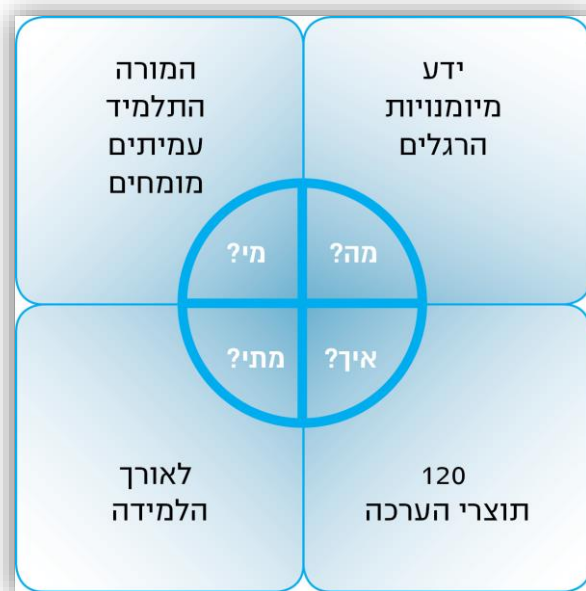 ידע
מיומנויות
הרגלים
מה?
המורה
התלמיד
עמיתים
מומחים
מי?
איך?
120
תוצרי הערכה
מתי?
לאורך
הלמידה